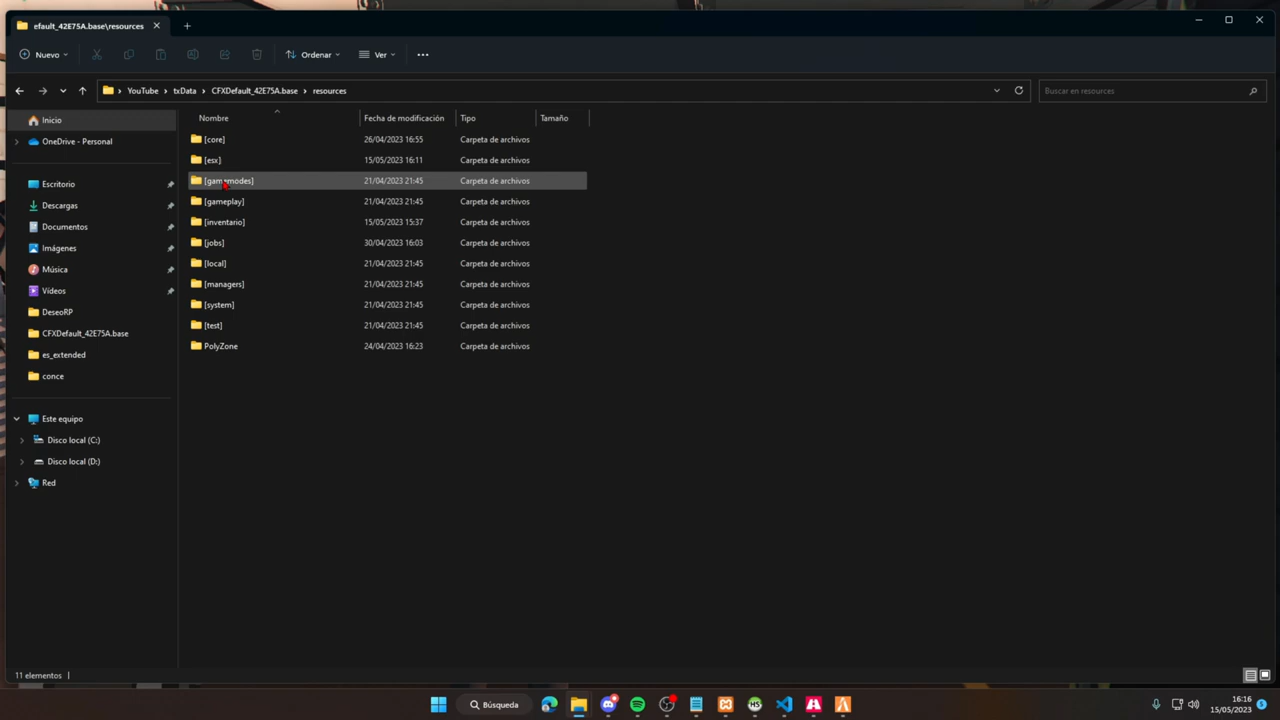 efault_42E75A.base\resources
Nuevo
Ordenar
Ver
YouTube > txData > CFXDefault_42E75A.base > resources
Buscar en resources
Nombre Fecha de modificación Tipo Tamaño
Inicio
OneDrive - Personal
Escritorio
Descargas
Documentos
Imágenes
Música
Vídeos
DeseoRP
CFXDefault_42E75A.base
es_extended
conce
Este equipo
Disco local (C:)
Disco local (D:)
Red
[core] 26/04/2023 16:55 Carpeta de archivos
[esx] 15/05/2023 16:11 Carpeta de archivos
[gamemodes] 21/04/2023 21:45 Carpeta de archivos
[gameplay] 21/04/2023 21:45 Carpeta de archivos
[inventario] 15/05/2023 15:37 Carpeta de archivos
[jobs] 30/04/2023 16:03 Carpeta de archivos
[local] 21/04/2023 21:45 Carpeta de archivos
[managers] 21/04/2023 21:45 Carpeta de archivos
[system] 21/04/2023 21:45 Carpeta de archivos
[test] 21/04/2023 21:45 Carpeta de archivos
PolyZone 24/04/2023 16:23 Carpeta de archivos
11 elementos
Búsqueda
16:16
15/05/2023